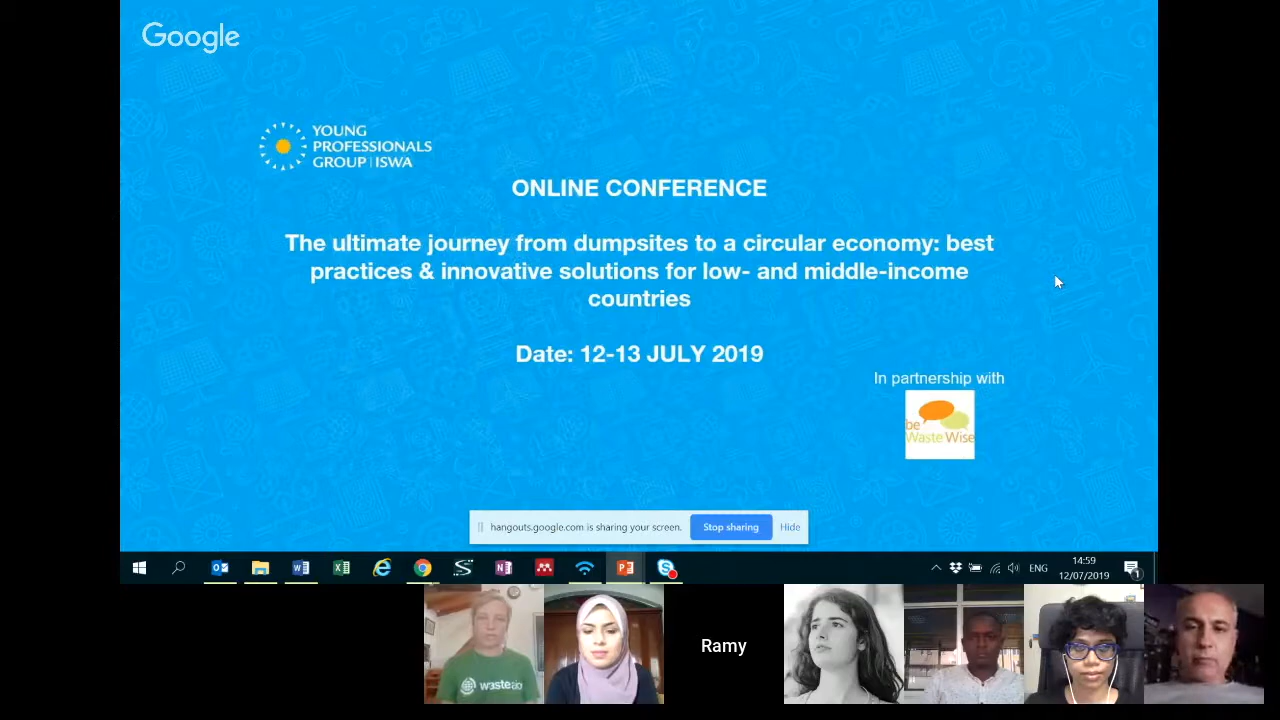 Google
YOUNG
PROFESSIONALS
GROUP | ISWA
ONLINE CONFERENCE
The ultimate journey from dumpsites to a circular economy: best
practices & innovative solutions for low- and middle-income
countries
Date: 12-13 JULY 2019
In partnership with
be
Waste Wise
hangouts.google.com is sharing your screen.
Stop sharing
Hide
ENG
14:59
12/07/2019
1
Ramy